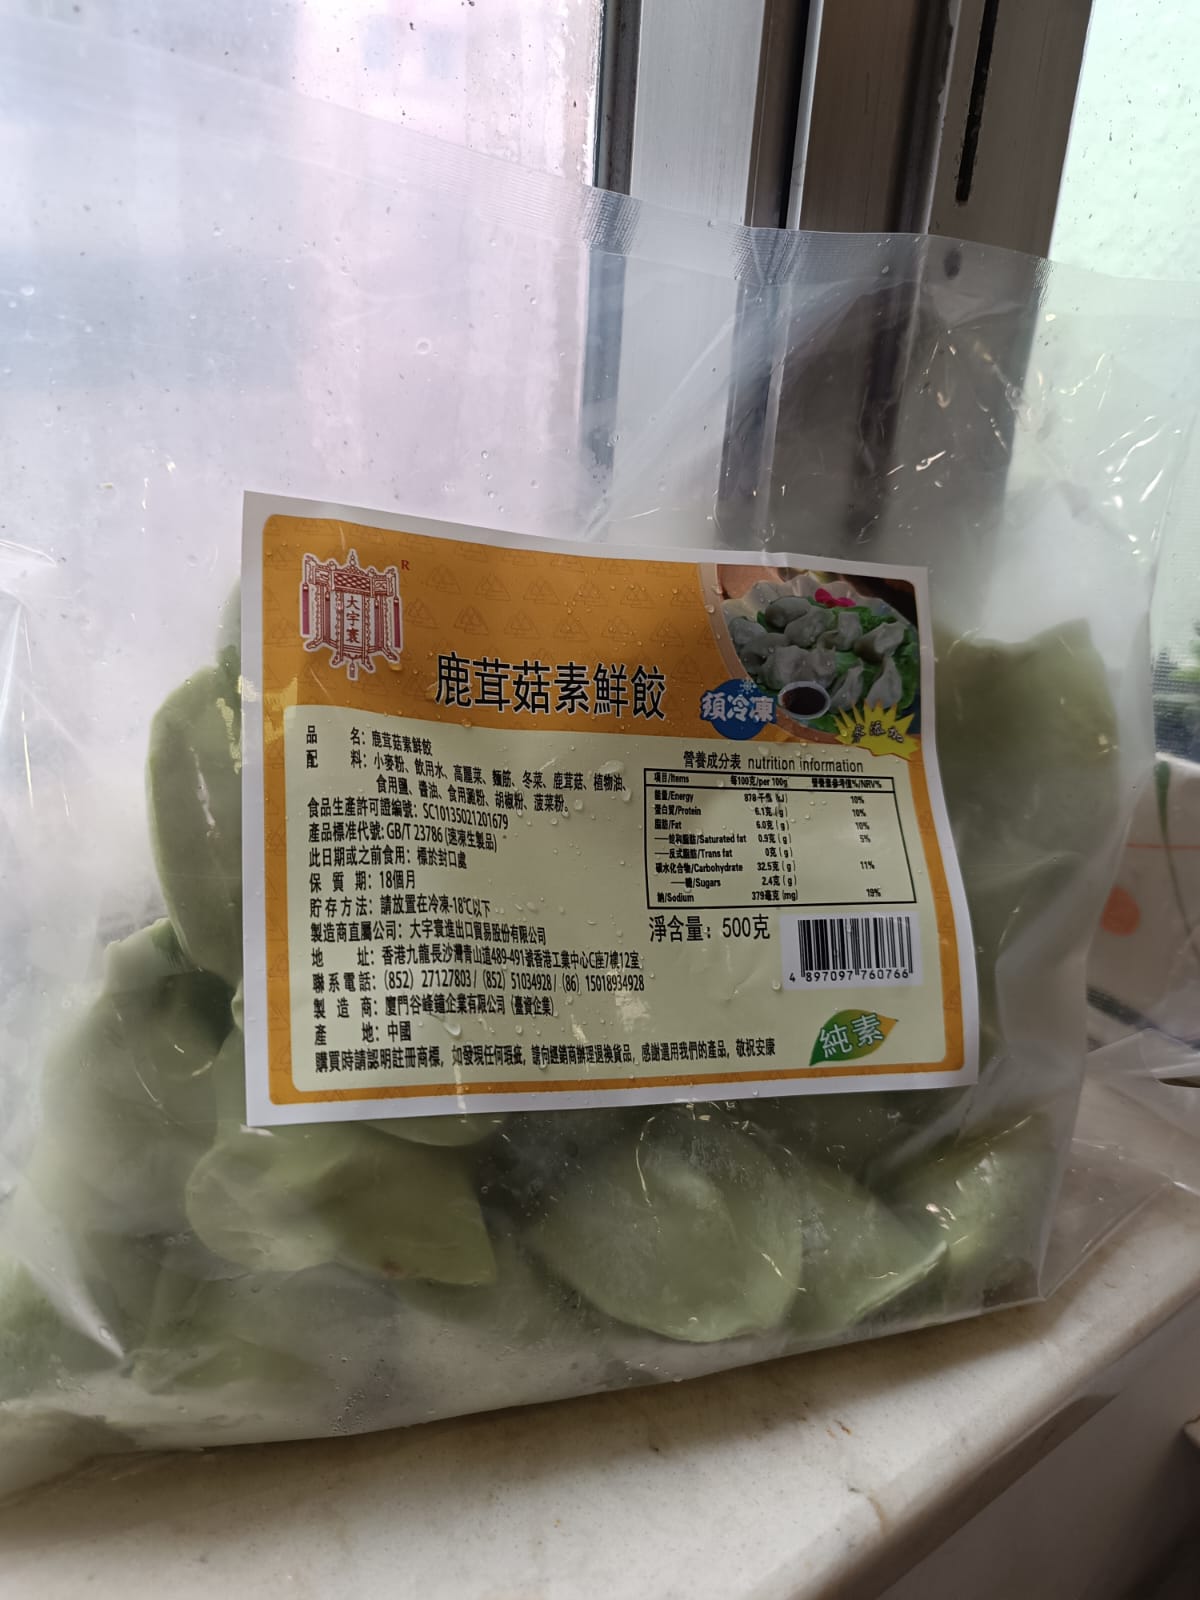 大宇寰
R
鹿茸菇素鮮餃
須冷凍
零添加
品 名：鹿茸菇素鮮餃
配 料：小麥粉、飲用水、高麗菜、麵筋、冬菜、鹿茸菇、植物油、
食用鹽、醬油、食用澱粉、胡椒粉、菠菜粉。
食品生產許可證編號：SC10135021201679
產品標准代號：GB/T 23786 (速凍生製品)
此日期或之前食用：標於封口處
保 質 期：18個月
貯存方法：請放置在冷凍-18℃以下
製造商直屬公司：大宇寰進出口貿易股份有限公司
地 址：香港九龍長沙灣青山道489-491號香港工業中心C座7樓12室
聯系電話：(852) 27127803/ (852) 51034928/ (86) 15018934928
製 造 商：廈門谷峰鐘企業有限公司（臺資企業）
產 地：中國
購買時請認明註冊商標，如發現任何瑕疵，請向經銷商辦理退換貨品，感謝選用我們的產品，敬祝安康
營養成分表 nutrition information
項目/Items 每100克/per 100g 營養素參考值%/NRV%
能量/Energy 878千焦 (kJ) 10%
蛋白質/Protein 6.1克 (g) 10%
脂肪/Fat 6.0克 (g) 10%
——飽和脂肪/Saturated fat 0.9克 (g) 5%
——反式脂肪/Trans fat 0克 (g)
碳水化合物/Carbohydrate 32.5克 (g) 11%
——糖/Sugars 2.4克 (g)
鈉/Sodium 379毫克 (mg) 19%
淨含量：500克
4 897097 760766
純素